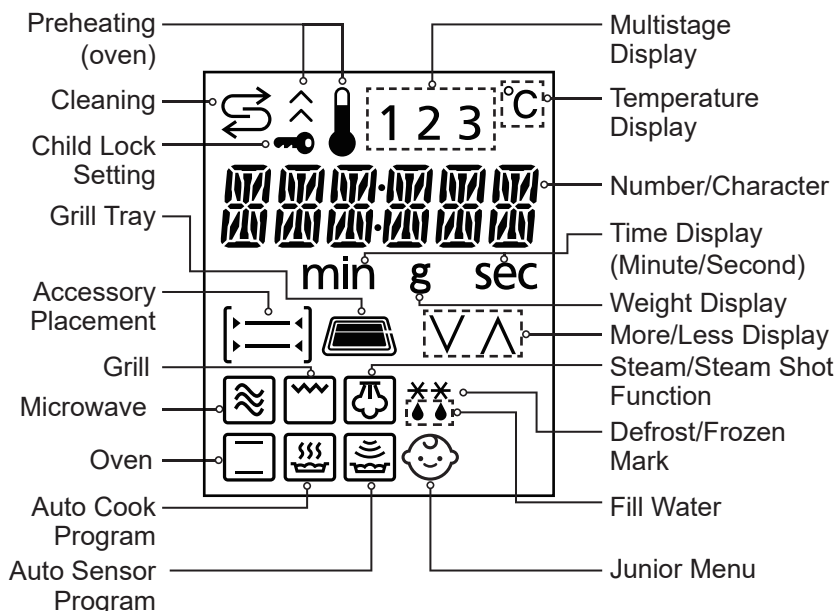 Preheating
(oven)
Cleaning
Child Lock
Setting
Grill Tray
Accessory
Placement
Grill
Microwave
Oven
Auto Cook
Program
Auto Sensor
Program
1 2 3
°C
min g sec
Multistage
Display
Temperature
Display
Number/Character
Time Display
(Minute/Second)
Weight Display
More/Less Display
Steam/Steam Shot
Function
Defrost/Frozen
Mark
Fill Water
Junior Menu